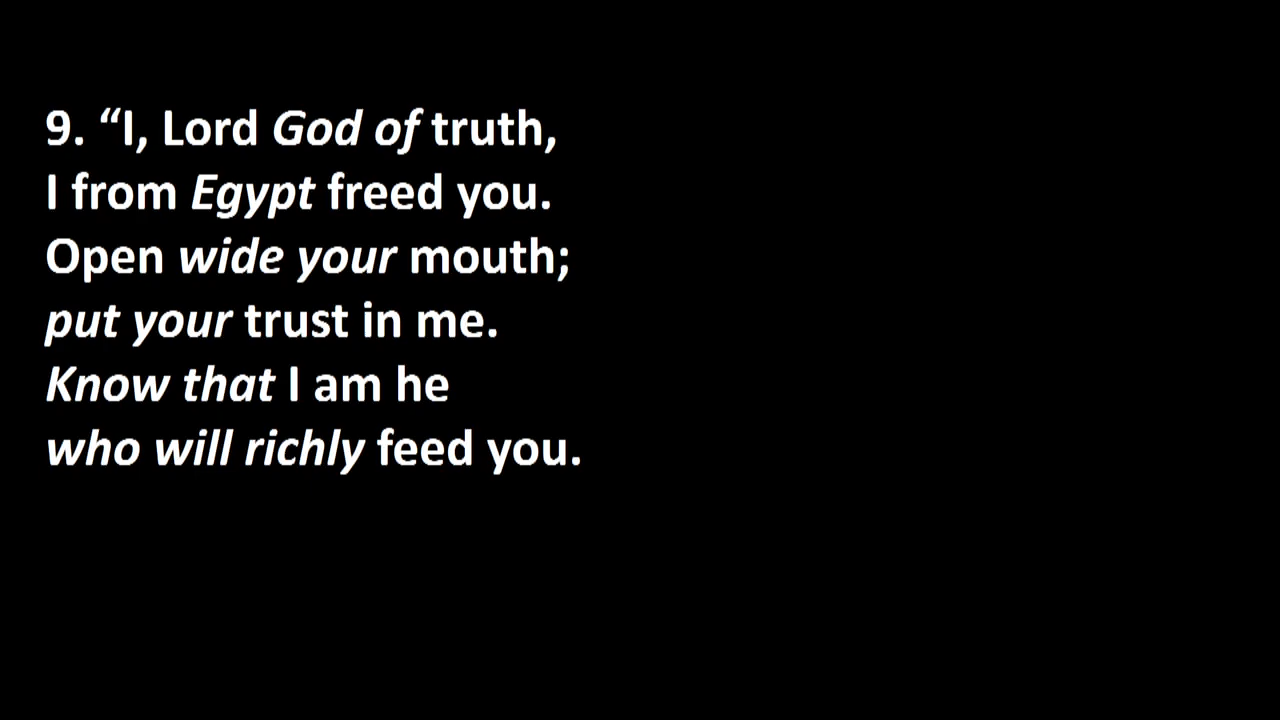 9. “I, Lord God of truth,
I from Egypt freed you.
Open wide your mouth;
put your trust in me.
Know that I am he
who will richly feed you.